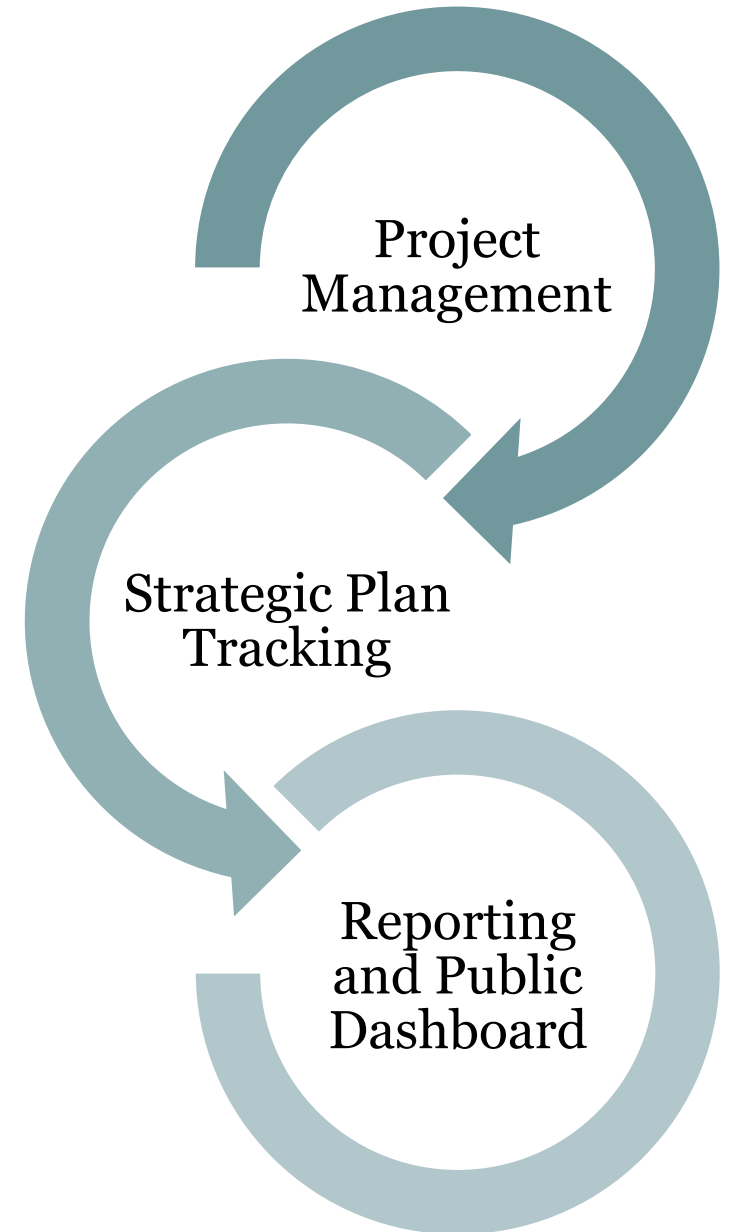 Project
Management
Strategic Plan
Tracking
Reporting
and Public
Dashboard